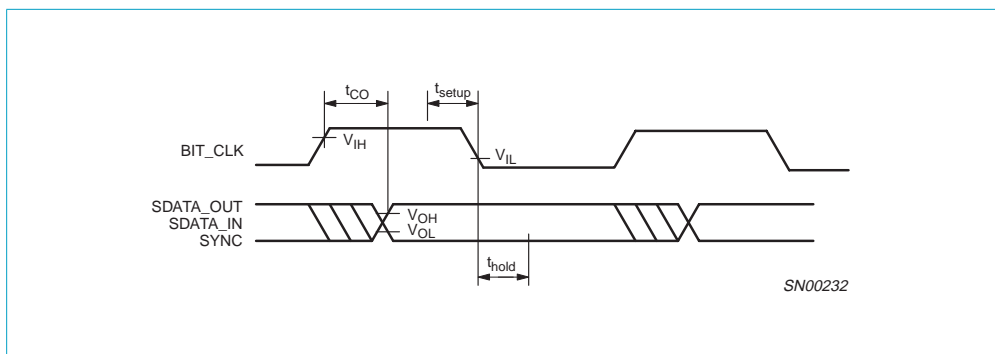 tCO
tsetup
BIT_CLK
VIH
VIL
SDATA_OUT
SDATA_IN
SYNC
VOH
VOL
thold
SN00232